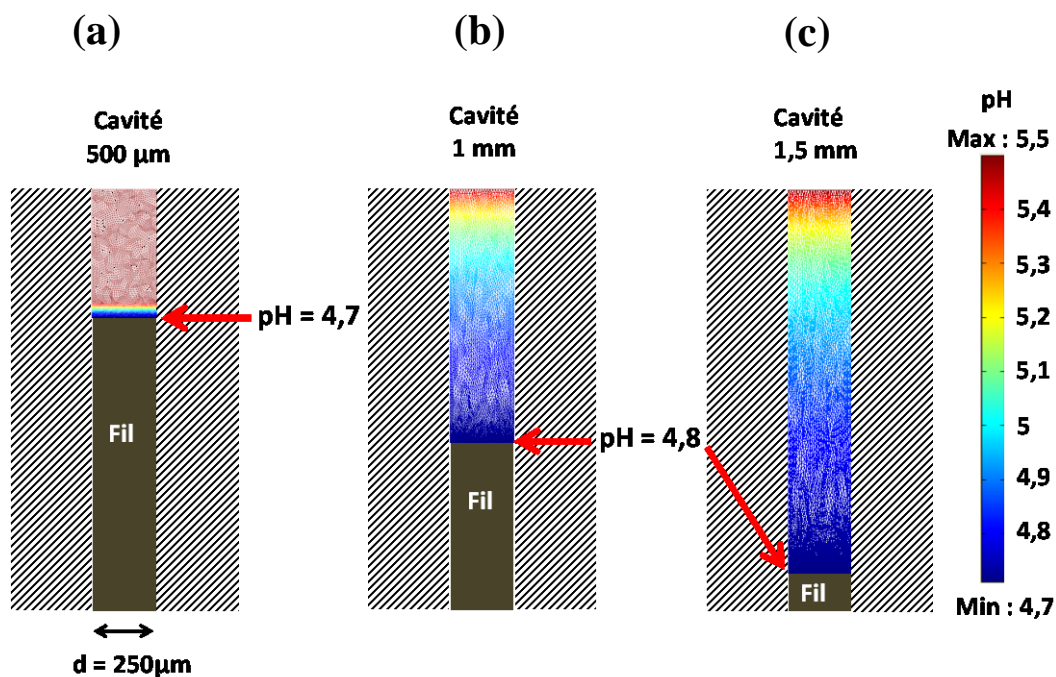 (a)
(b)
(c)
Cavité
500 µm
Cavité
1 mm
Cavité
1,5 mm
pH
Max : 5,5
5,4
5,3
5,2
5,1
5
4,9
4,8
Min : 4,7
pH = 4,7
pH = 4,8
Fil
Fil
Fil
d = 250µm